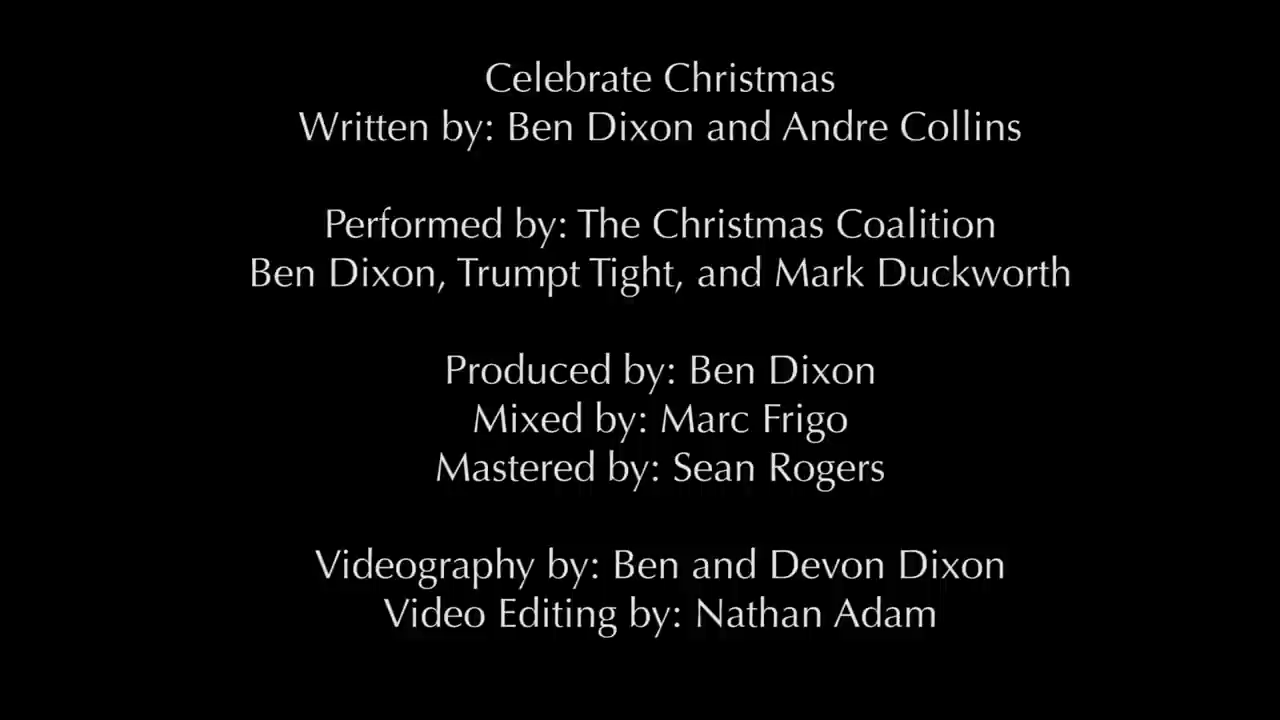 Celebrate Christmas
Written by: Ben Dixon and Andre Collins
Performed by: The Christmas Coalition
Ben Dixon, Trumpt Tight, and Mark Duckworth
Produced by: Ben Dixon
Mixed by: Marc Frigo
Mastered by: Sean Rogers
Videography by: Ben and Devon Dixon
Video Editing by: Nathan Adam